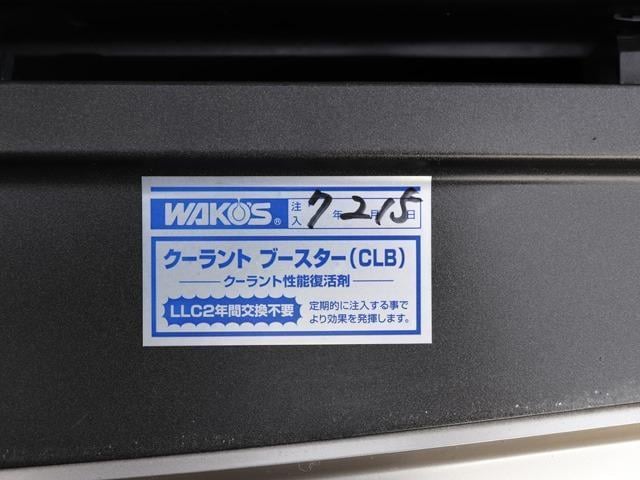 WAKO'S® 注入 7年2月15日
クーラント ブースター(CLB)
クーラント性能復活剤
LLC2年間交換不要
定期的に注入する事で
より効果を発揮します。